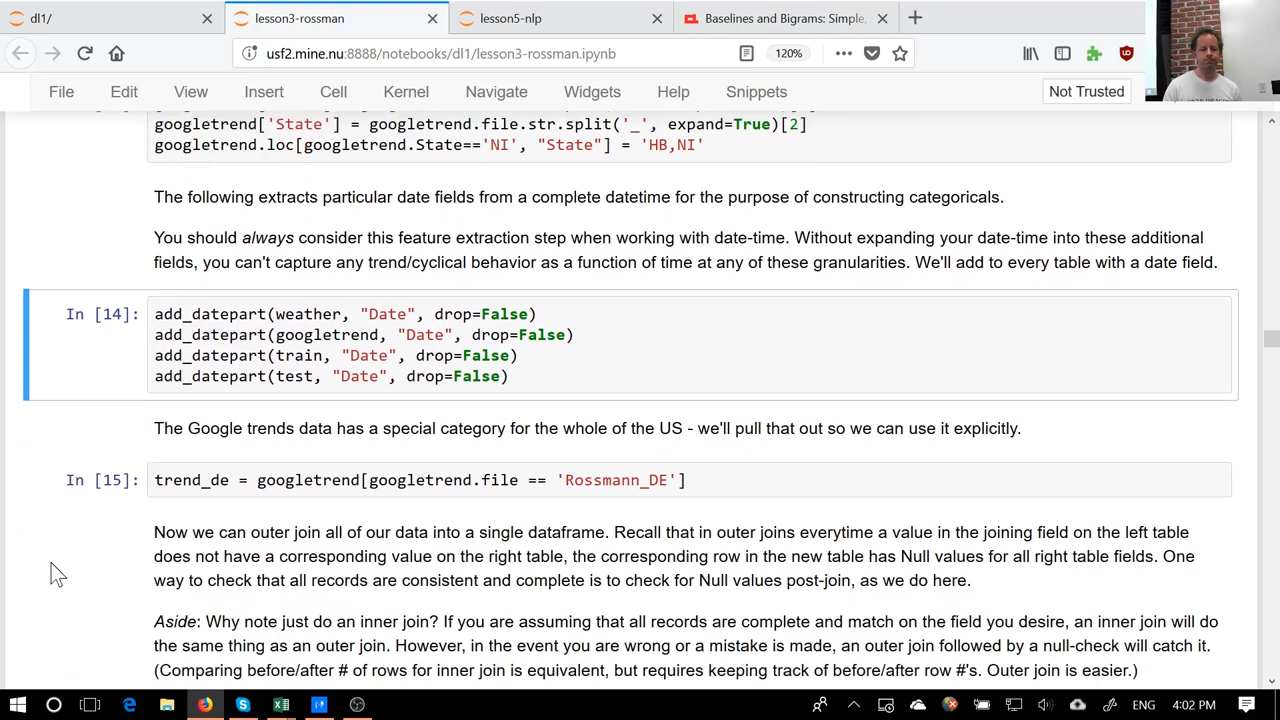 dl1/
lesson3-rossman
lesson5-nlp
Baselines and Bigrams: Simple,
usf2.mine.nu:8888/notebooks/dl1/lesson3-rossman.ipynb
120%
File Edit View Insert Cell Kernel Navigate Widgets Help Snippets Not Trusted
googletrend['State'] = googletrend.file.str.split('_', expand=True)[2]
googletrend.loc[googletrend.State=='NI', "State"] = 'HB,NI'
The following extracts particular date fields from a complete datetime for the purpose of constructing categoricals.
You should always consider this feature extraction step when working with date-time. Without expanding your date-time into these additional
fields, you can't capture any trend/cyclical behavior as a function of time at any of these granularities. We'll add to every table with a date field.
In [14]: add_datepart(weather, "Date", drop=False)
add_datepart(googletrend, "Date", drop=False)
add_datepart(train, "Date", drop=False)
add_datepart(test, "Date", drop=False)
The Google trends data has a special category for the whole of the US - we'll pull that out so we can use it explicitly.
In [15]: trend_de = googletrend[googletrend.file == 'Rossmann_DE']
Now we can outer join all of our data into a single dataframe. Recall that in outer joins everytime a value in the joining field on the left table
does not have a corresponding value on the right table, the corresponding row in the new table has Null values for all right table fields. One
way to check that all records are consistent and complete is to check for Null values post-join, as we do here.
Aside: Why note just do an inner join? If you are assuming that all records are complete and match on the field you desire, an inner join will do
the same thing as an outer join. However, in the event you are wrong or a mistake is made, an outer join followed by a null-check will catch it.
(Comparing before/after # of rows for inner join is equivalent, but requires keeping track of before/after row #'s. Outer join is easier.)
ENG 4:02 PM